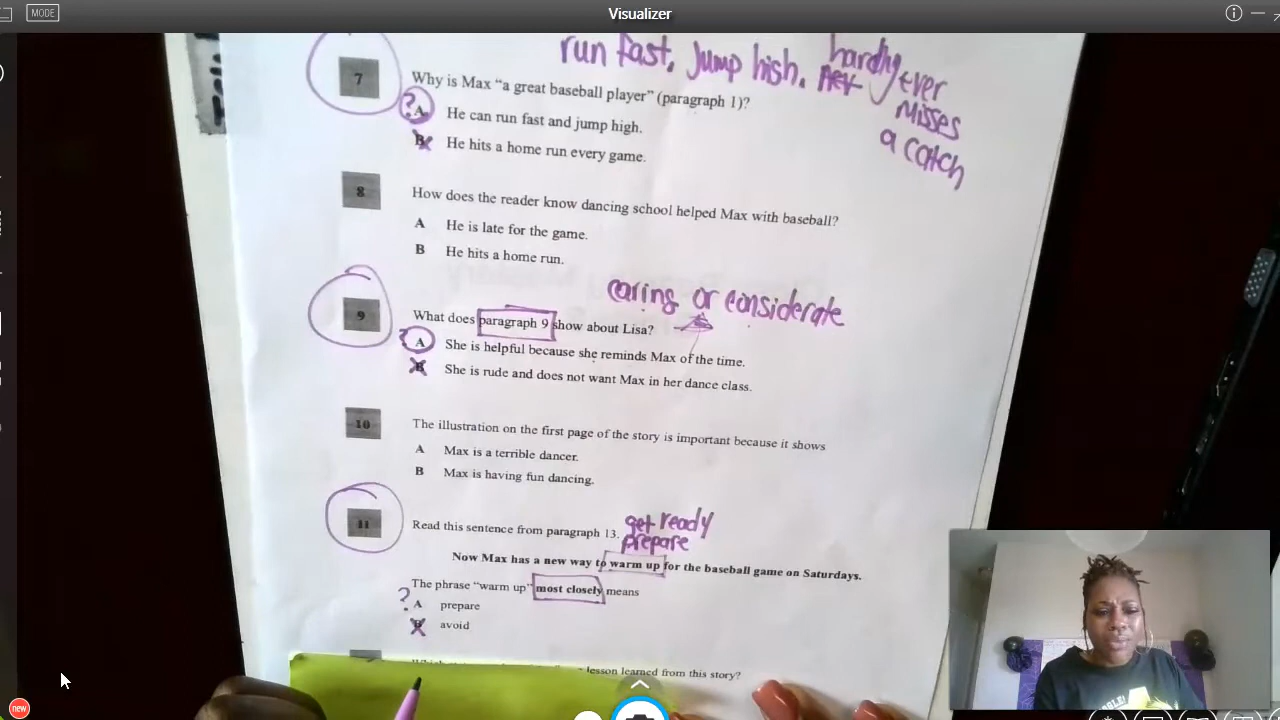 MODE
Visualizer
run fast, jump high. hardly ever
misses
a catch
7
Why is Max “a great baseball player” (paragraph 1)?
?
A He can run fast and jump high.
B He hits a home run every game.
8
How does the reader know dancing school helped Max with baseball?
A He is late for the game.
B He hits a home run.
caring or considerate
9
What does paragraph 9 show about Lisa?
A She is helpful because she reminds Max of the time.
B She is rude and does not want Max in her dance class.
10
The illustration on the first page of the story is important because it shows
A Max is a terrible dancer.
B Max is having fun dancing.
get ready
11
Read this sentence from paragraph 13.
prepare
Now Max has a new way to warm up for the baseball game on Saturdays.
The phrase “warm up” most closely means
?
A prepare
B avoid
lesson learned from this story?
new